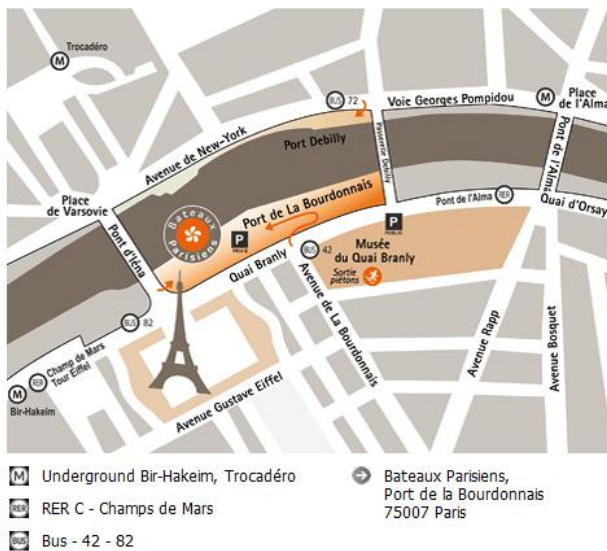 M
Trocadéro
BUS 72
Voie Georges Pompidou
M
Place
de l'Alma
Avenue de New-York
Port Debilly
Passerelle Debilly
Pont de l'Alma
Place
de Varsovie
Bateaux
Parisiens
Port de La Bourdonnais
Pont de l'Alma RER
Quai d'Orsay
P
P
PUBLIC
Pont d'Iéna
Quai Branly
BUS 42
Musée
du Quai Branly
Sortie
piétons
BUS 82
Avenue de La Bourdonnais
Avenue Rapp
Avenue Bosquet
RER
Champ de Mars
Tour Eiffel
M
Bir-Hakeim
Avenue Gustave Eiffel
M Underground Bir-Hakeim, Trocadéro
RER RER C - Champs de Mars
BUS Bus - 42 - 82
Bateaux Parisiens,
Port de la Bourdonnais
75007 Paris